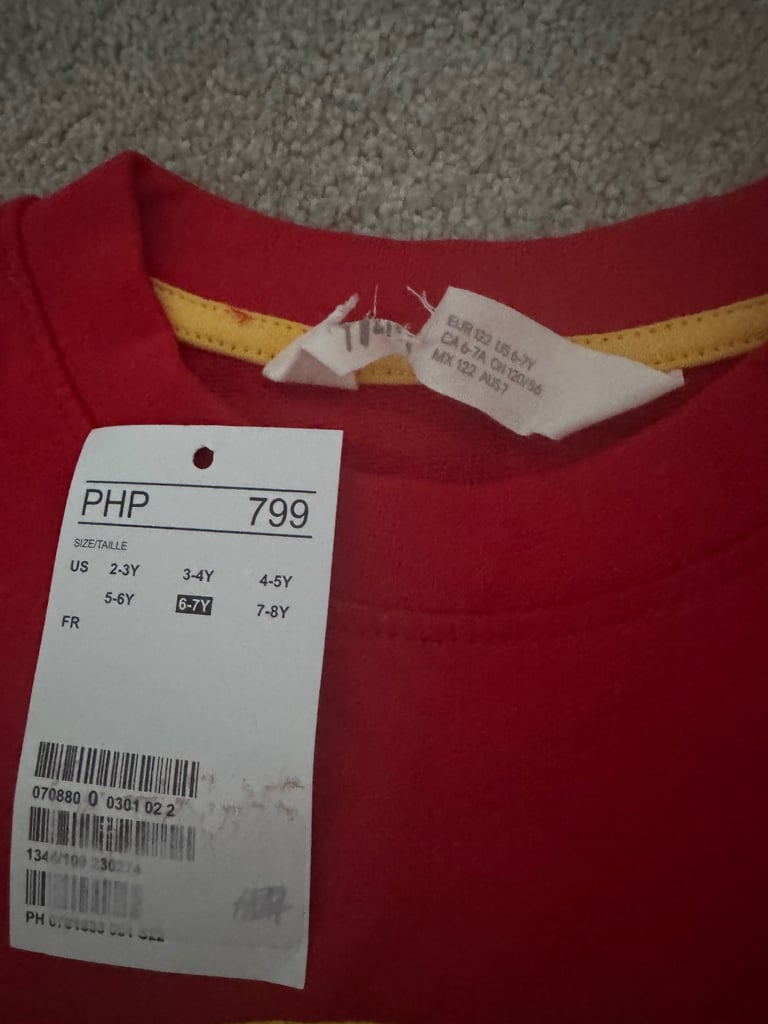 EUR 122 US 6-7Y
CA 6-7A CN 120/56
MX 122 AUS 7
PHP 799
SIZE/TAILLE
US 2-3Y 3-4Y 4-5Y
5-6Y 6-7Y 7-8Y
FR
070880 0 0301 02 2
PH